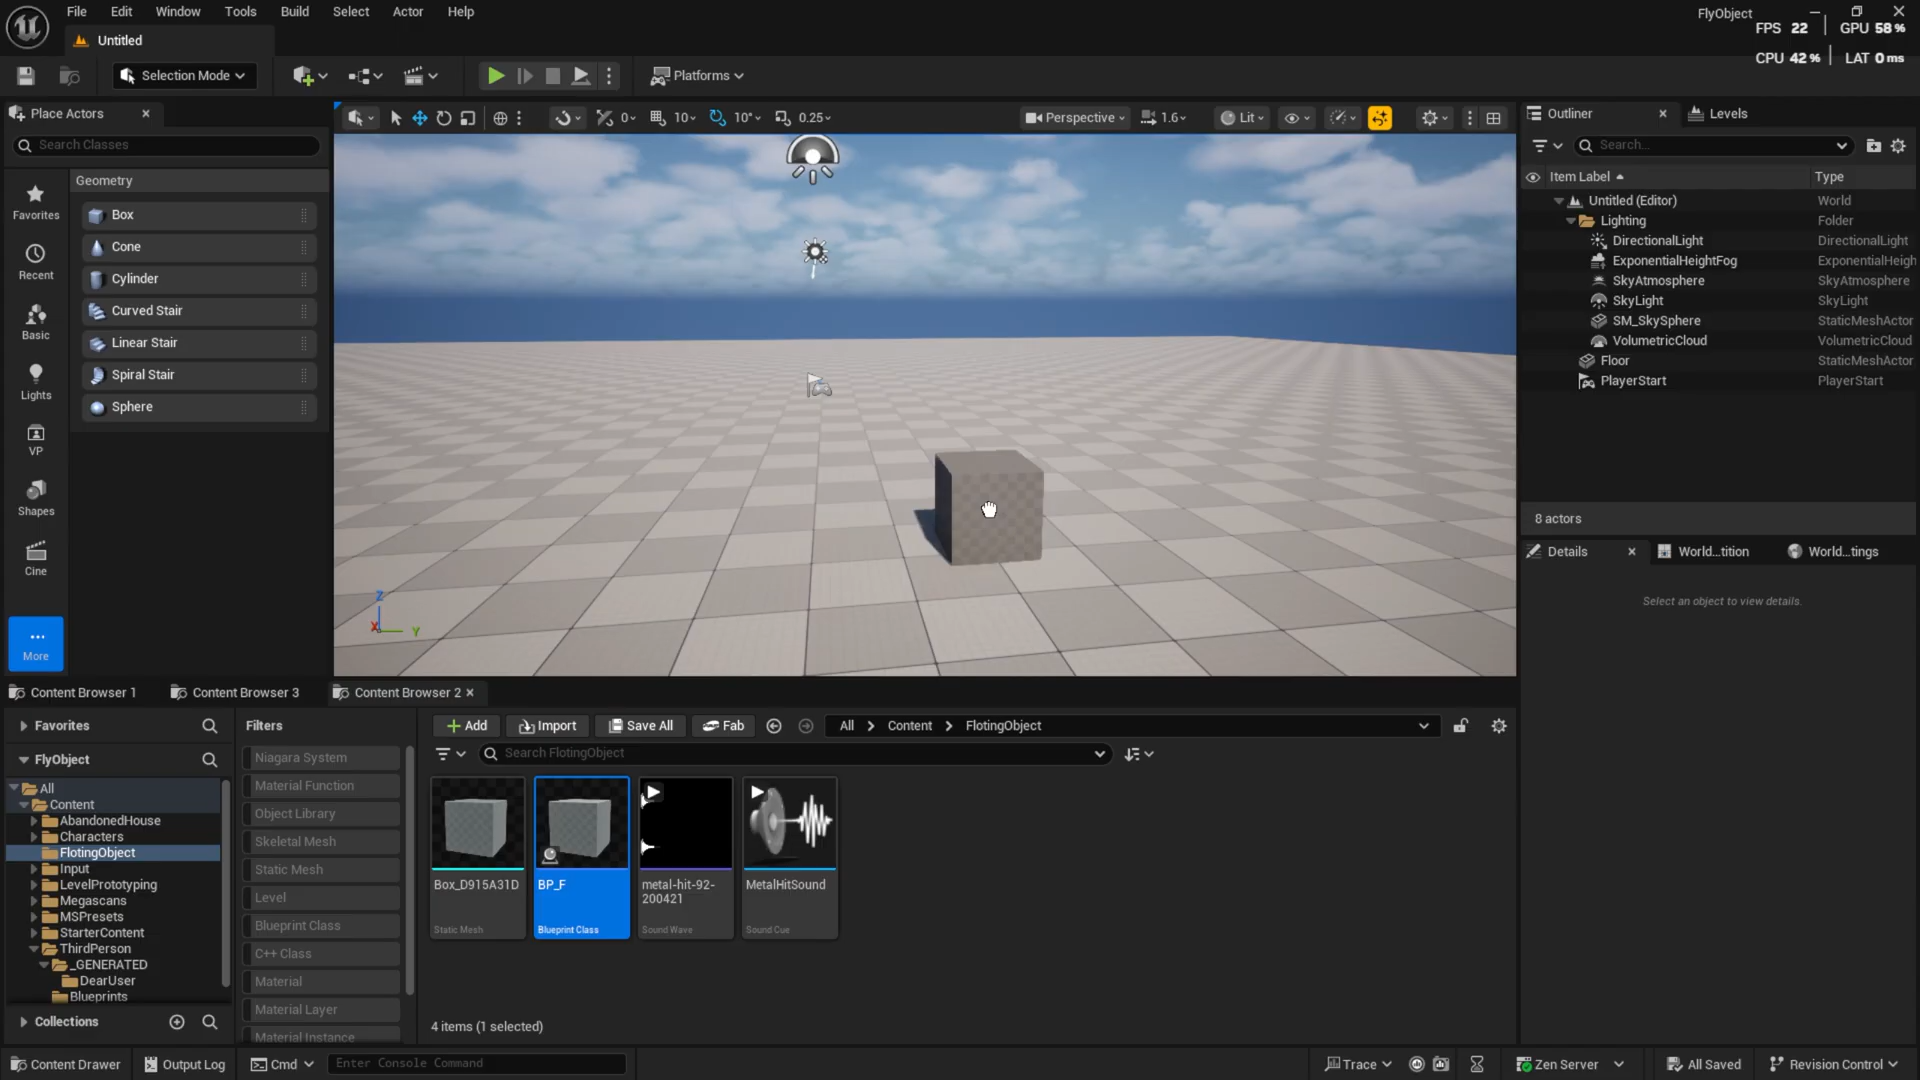 File Edit Window Tools Build Select Actor Help
FlyObject
FPS 22 GPU 58 %
CPU 42 % LAT 0 ms
Untitled
Selection Mode
Platforms
Place Actors
Search Classes
Favorites
Recent
Basic
Lights
VP
Shapes
Cine
More
Geometry
Box
Cone
Cylinder
Curved Stair
Linear Stair
Spiral Stair
Sphere
0 10 10° 0.25
Perspective 1.6 Lit
Z
X
Y
Outliner Levels
Search...
Item Label Type
Untitled (Editor) World
Lighting Folder
DirectionalLight DirectionalLight
ExponentialHeightFog ExponentialHeigh
SkyAtmosphere SkyAtmosphere
SkyLight SkyLight
SM_SkySphere StaticMeshActor
VolumetricCloud VolumetricCloud
Floor StaticMeshActor
PlayerStart PlayerStart
8 actors
Details World...tition World...tings
Select an object to view details.
Content Browser 1 Content Browser 3 Content Browser 2
Favorites
FlyObject
All
Content
AbandonedHouse
Characters
FlotingObject
Input
LevelPrototyping
Megascans
MSPresets
StarterContent
ThirdPerson
_GENERATED
DearUser
Blueprints
Collections
Filters
Niagara System
Material Function
Object Library
Skeletal Mesh
Static Mesh
Level
Blueprint Class
C++ Class
Material
Material Layer
Material Instance
Add Import Save All Fab All Content FlotingObject
Search FlotingObject
Box_D915A31D
Static Mesh
BP_F
Blueprint Class
metal-hit-92-
200421
Sound Wave
MetalHitSound
Sound Cue
4 items (1 selected)
Content Drawer Output Log Cmd Enter Console Command Trace Zen Server All Saved Revision Control